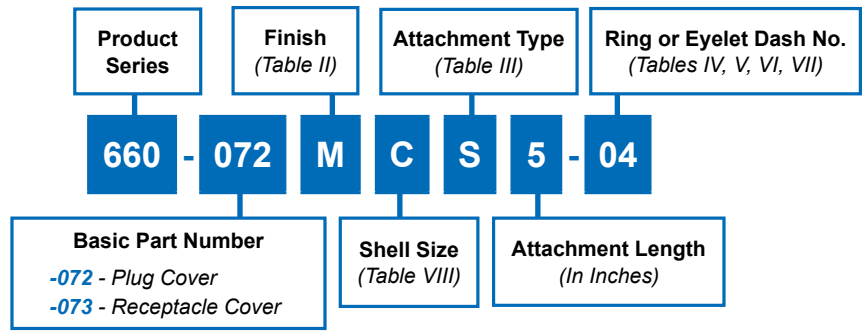 Product
Series
Finish
(Table II)
Attachment Type
(Table III)
Ring or Eyelet Dash No.
(Tables IV, V, VI, VII)
660 - 072 M C S 5 - 04
Basic Part Number
-072 - Plug Cover
-073 - Receptacle Cover
Shell Size
(Table VIII)
Attachment Length
(In Inches)